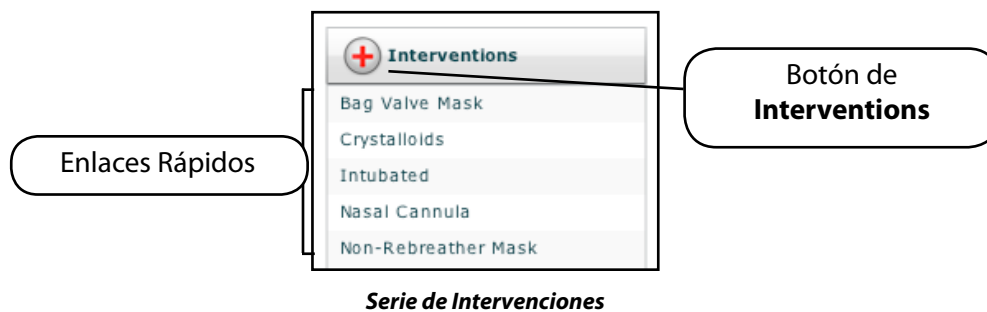 Interventions
Bag Valve Mask
Crystalloids
Intubated
Nasal Cannula
Non-Rebreather Mask
Enlaces Rápidos
Botón de
Interventions
Serie de Intervenciones